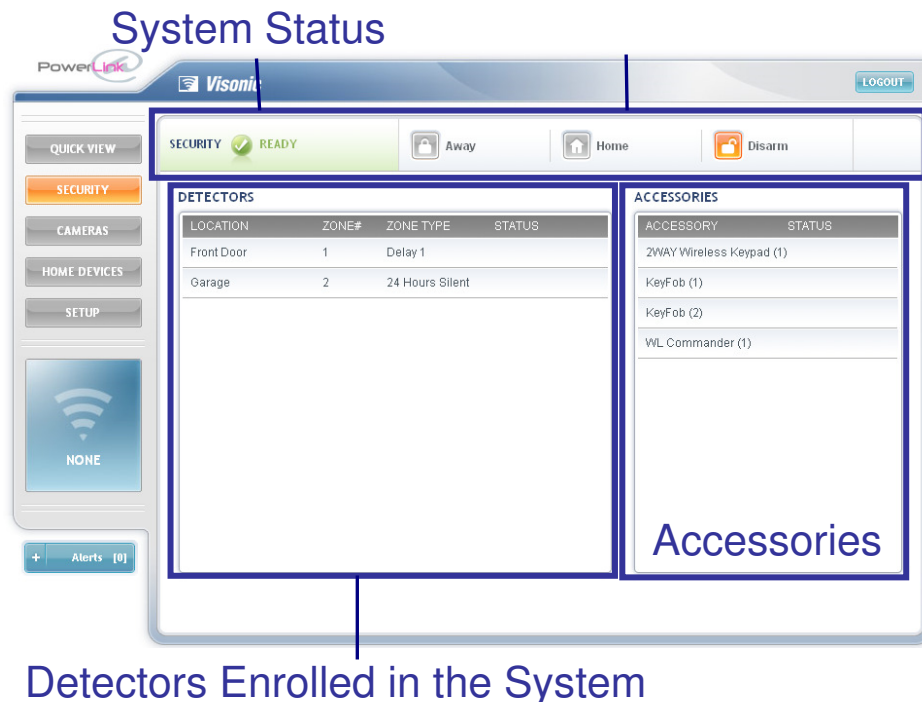 System Status
PowerLink
Visonic
LOGOUT
SECURITY READY
Away
Home
Disarm
QUICK VIEW
SECURITY
CAMERAS
HOME DEVICES
SETUP
NONE
+ Alerts [0]
DETECTORS
LOCATION ZONE# ZONE TYPE STATUS
Front Door 1 Delay 1
Garage 2 24 Hours Silent
ACCESSORIES
ACCESSORY STATUS
2WAY Wireless Keypad (1)
KeyFob (1)
KeyFob (2)
WL Commander (1)
Accessories
Detectors Enrolled in the System